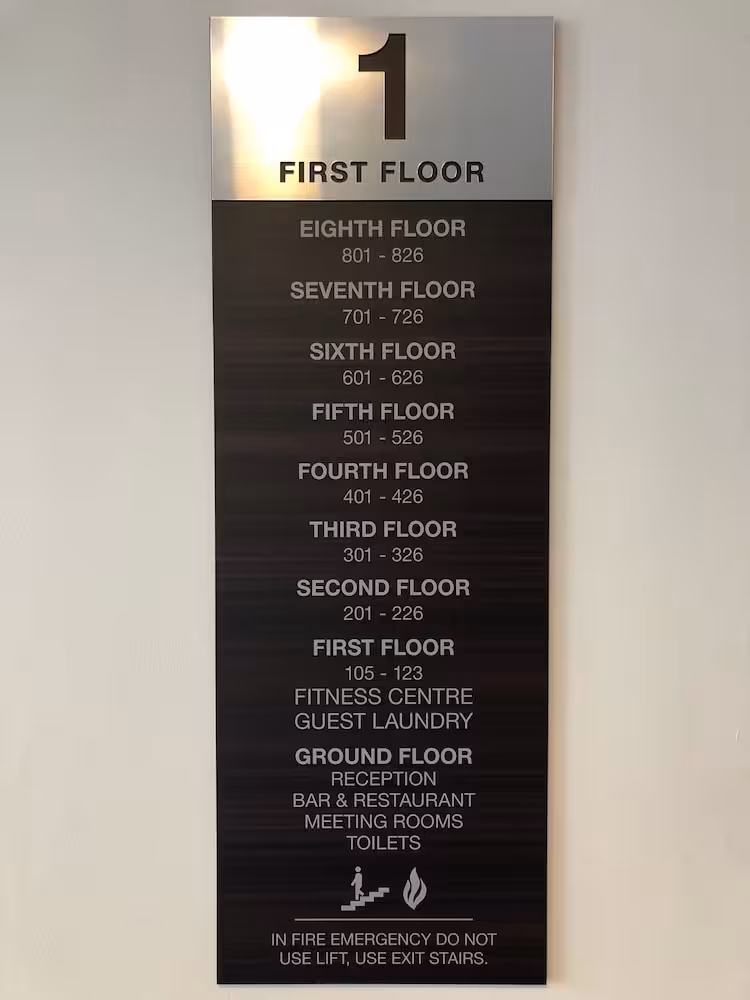 1
FIRST FLOOR
EIGHTH FLOOR
801 - 826
SEVENTH FLOOR
701 - 726
SIXTH FLOOR
601 - 626
FIFTH FLOOR
501 - 526
FOURTH FLOOR
401 - 426
THIRD FLOOR
301 - 326
SECOND FLOOR
201 - 226
FIRST FLOOR
105 - 123
FITNESS CENTRE
GUEST LAUNDRY
GROUND FLOOR
RECEPTION
BAR & RESTAURANT
MEETING ROOMS
TOILETS
IN FIRE EMERGENCY DO NOT
USE LIFT, USE EXIT STAIRS.